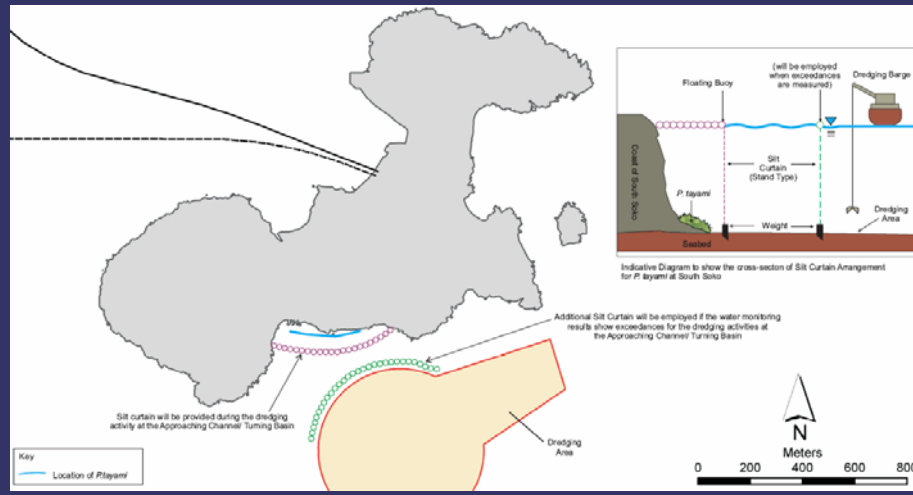 (will be employed
when exceedances
are measured)
Floating Buoy
Dredging Barge
Coast of South Soko
Silt
Curtain
(Stand Type)
P. tayami
Weight
Dredging
Area
Seabed
Indicative Diagram to show the cross-secton of Silt Curtain Arrangement
for P. tayami at South Soko
Additional Silt Curtain will be employed if the water monitoring
results show exceedances for the dredging activities at
the Approaching Channel/ Turning Basin
Silt curtain will be provided during the dredging
activity at the Approaching Channel/ Turning Basin
Dredging
Area
Key
Location of P.tayami
N
Meters
0 200 400 600 800